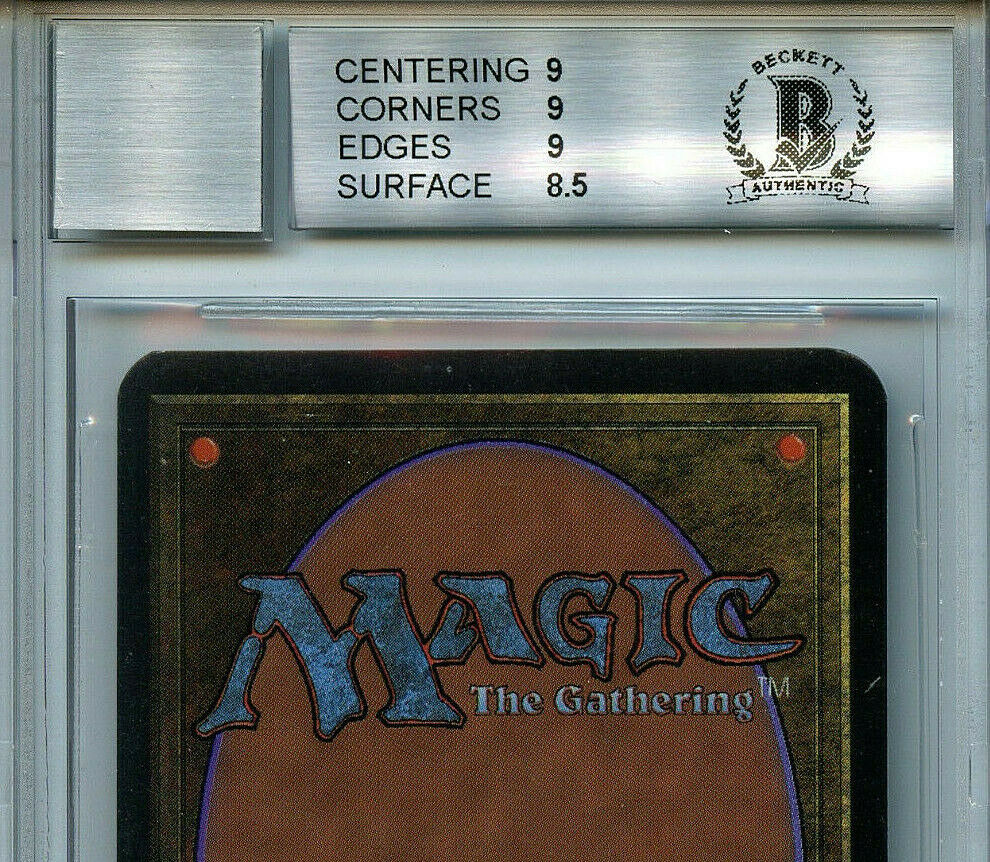 CENTERING 9
CORNERS 9
EDGES 9
SURFACE 8.5
BECKETT
B
AUTHENTIC
MAGIC
The Gathering™